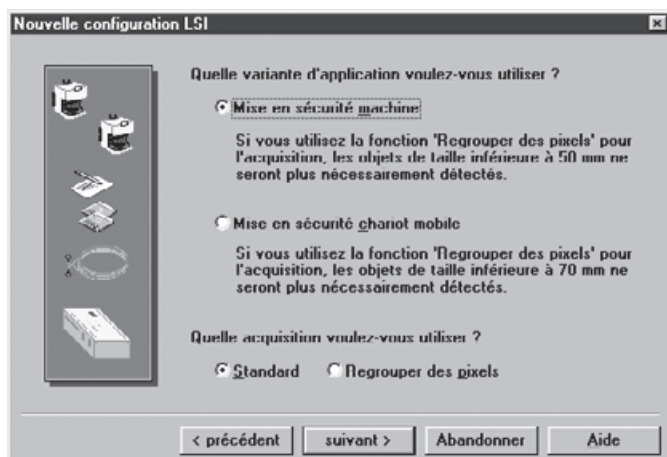 Nouvelle configuration LSI
Quelle variante d'application voulez-vous utiliser ?
Mise en sécurité machine
Si vous utilisez la fonction 'Regrouper des pixels' pour
l'acquisition, les objets de taille inférieure à 50 mm ne
seront plus nécessairement détectés.
Mise en sécurité chariot mobile
Si vous utilisez la fonction 'Regrouper des pixels' pour
l'acquisition, les objets de taille inférieure à 70 mm ne
seront plus nécessairement détectés.
Quelle acquisition voulez-vous utiliser ?
Standard Regrouper des pixels
< précédent suivant > Abandonner Aide